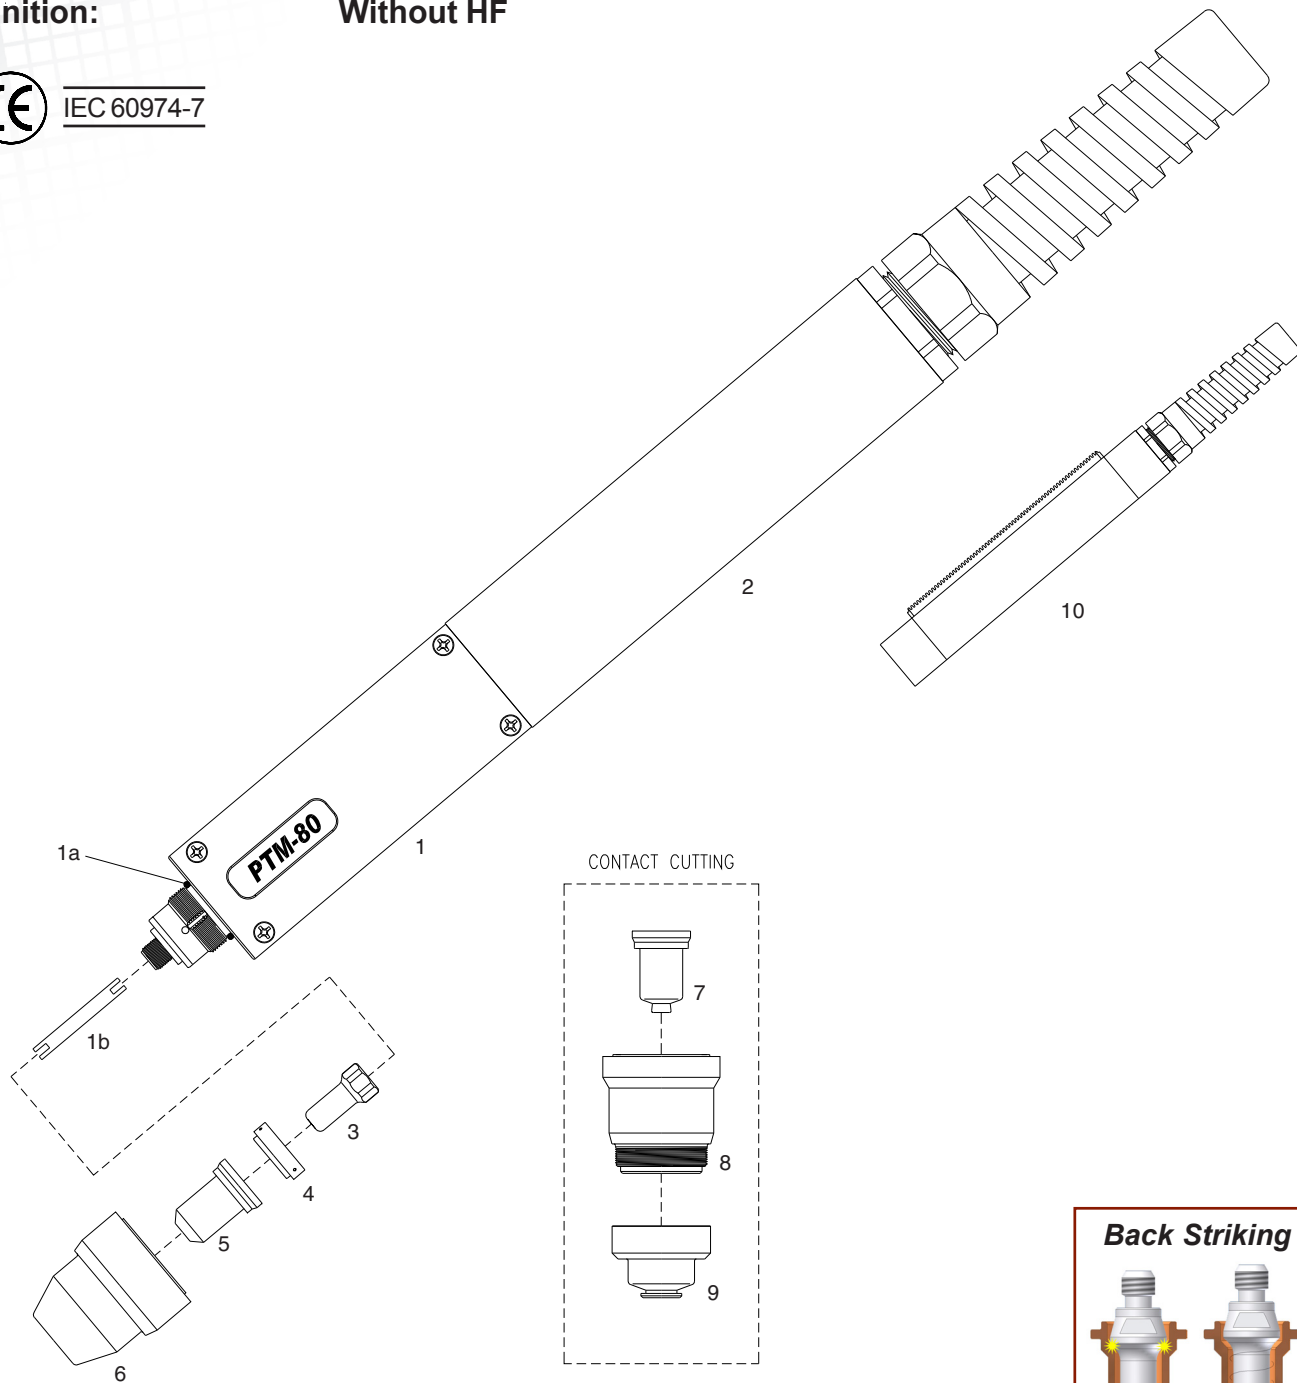 nition:
Without HF
CE
IEC 60974-7
2
10
1
PTM-80
1a
1b
3
4
5
6
CONTACT CUTTING
7
8
9
Back Striking